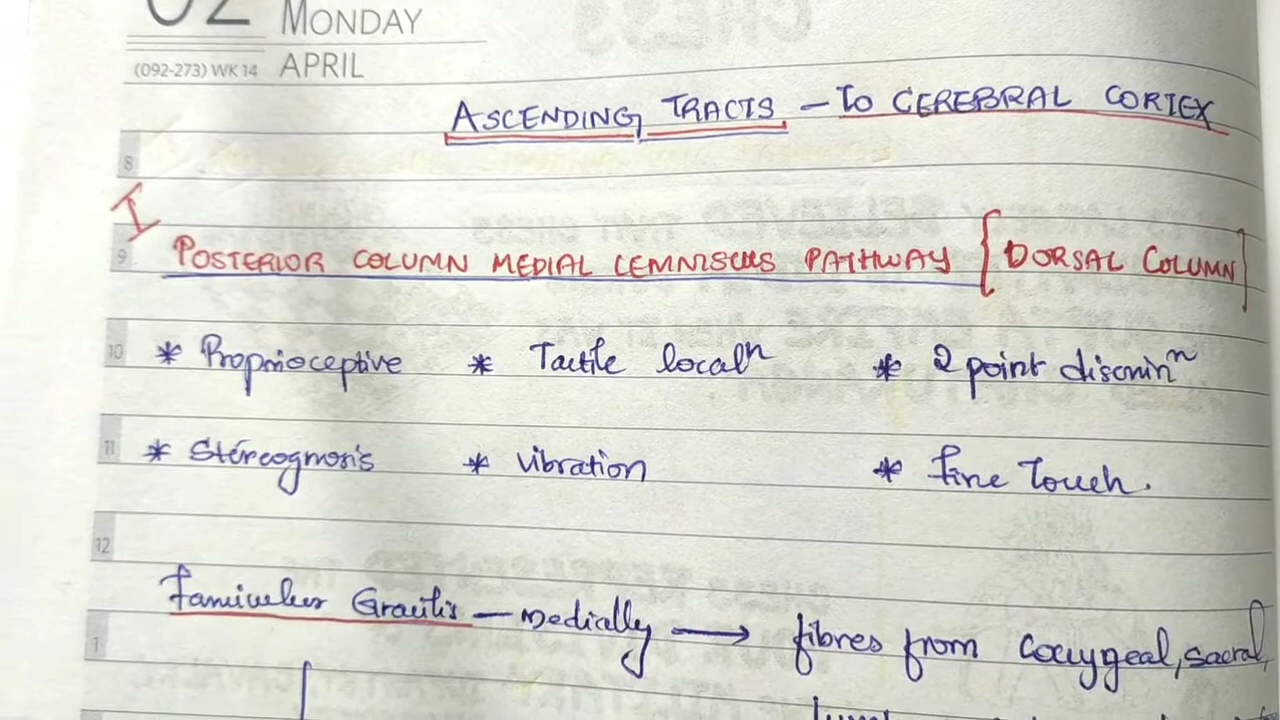 02 MONDAY
(092-273) WK 14 APRIL
ASCENDING TRACTS – To CEREBRAL CORTEX
8
I
9 POSTERIOR COLUMN MEDIAL LEMNISCUS PATHWAY [DORSAL COLUMN]
10 * Proprioceptive * Tactile localⁿ * 2 point discriminⁿ
11 * Stereognosis * Vibration * Fine Touch.
12
Fasciculus Gracilis – medially → fibres from coccygeal, sacral,
1